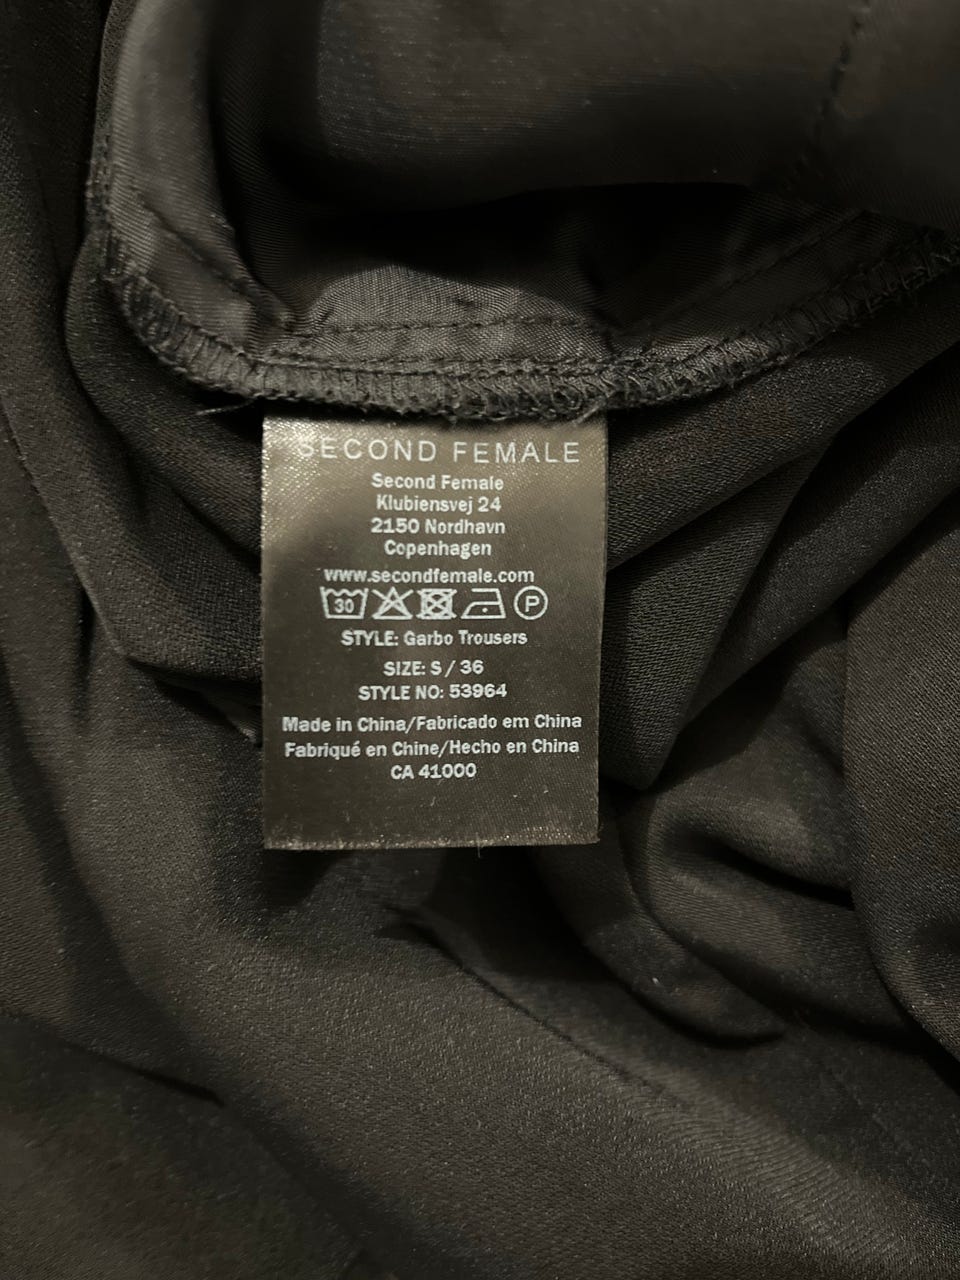 SECOND FEMALE
Second Female
Klubiensvej 24
2150 Nordhavn
Copenhagen
www.secondfemale.com
30 P
STYLE: Garbo Trousers
SIZE: S / 36
STYLE NO: 53964
Made in China/Fabricado em China
Fabriqué en Chine/Hecho en China
CA 41000